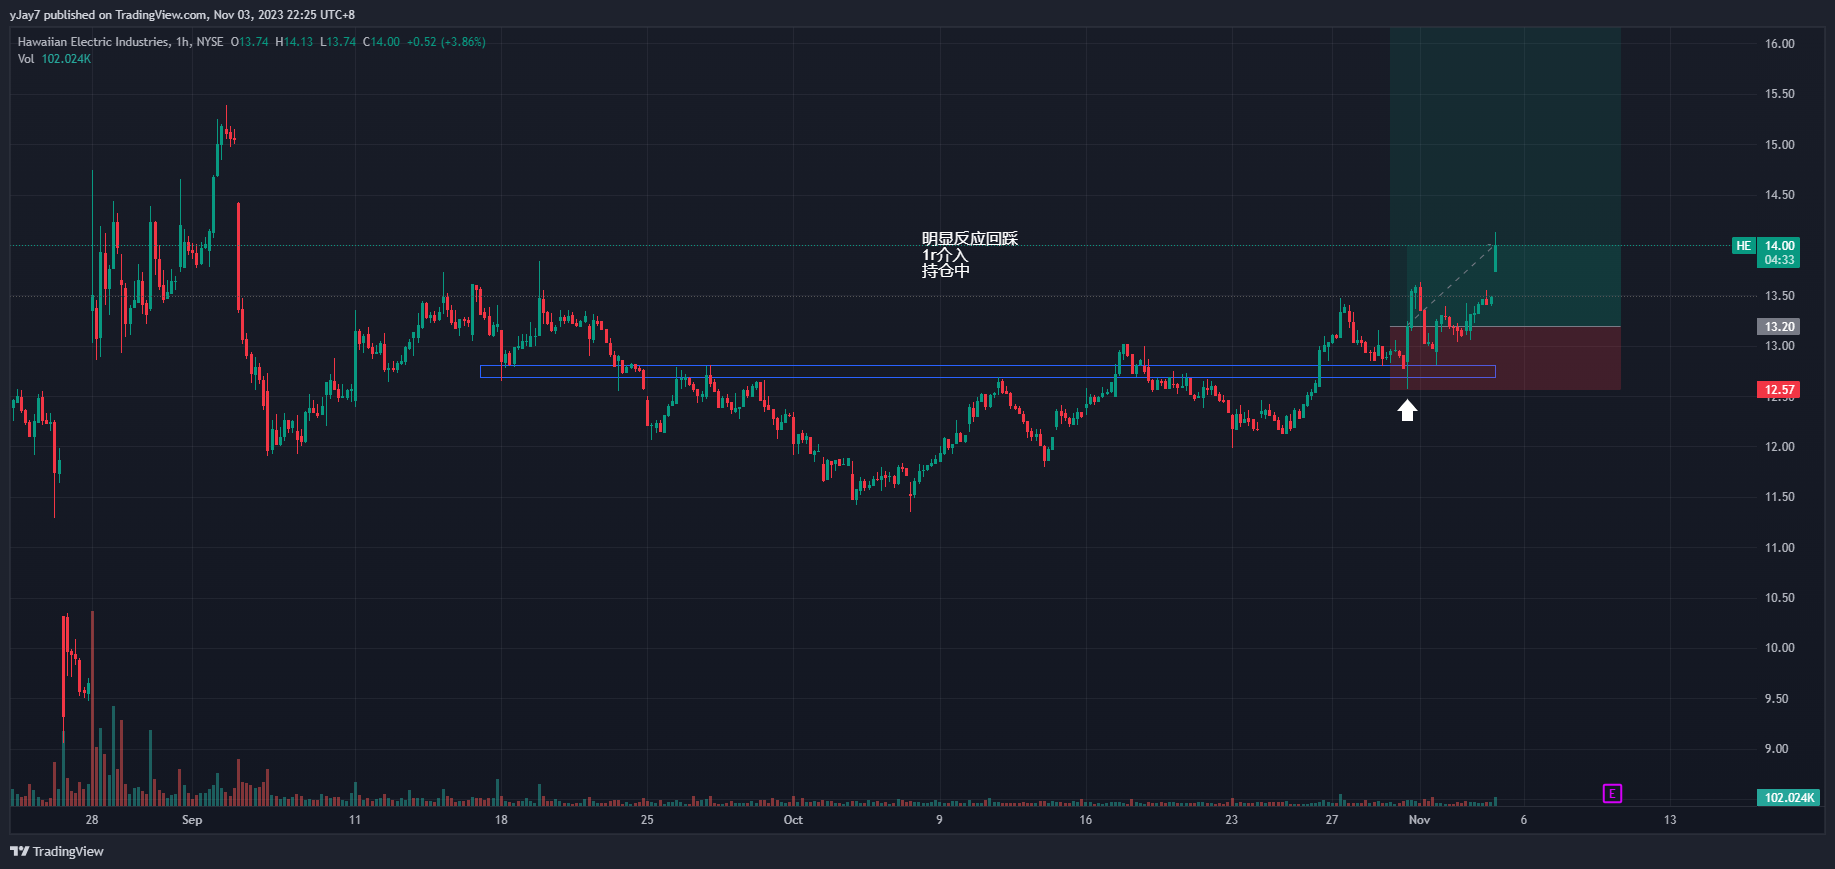 yJay7 published on TradingView.com, Nov 03, 2023 22:25 UTC+8
Hawaiian Electric Industries, 1h, NYSE O13.74 H14.13 L13.74 C14.00 +0.52 (+3.86%)
Vol 102.024K
16.00
15.50
15.00
14.50
明显反应回踩
1r介入
持仓中
HE 14.00
04:33
13.50
13.20
13.00
12.57
12.50
12.00
11.50
11.00
10.50
10.00
9.50
9.00
E
102.024K
28 Sep 11 18 25 Oct 9 16 23 27 Nov 6 13
TradingView